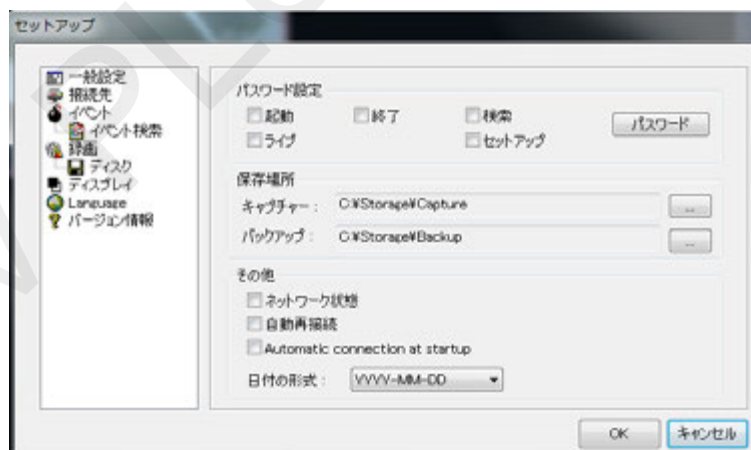 セットアップ
一般設定
接続先
イベント
イベント検索
録画
ディスク
ディスプレイ
Language
バージョン情報
パスワード設定
起動
終了
検索
ライブ
セットアップ
パスワード
保存場所
キャプチャー：
C:¥Storage¥Capture
...
バックアップ：
C:¥Storage¥Backup
...
その他
ネットワーク状態
自動再接続
Automatic connection at startup
日付の形式：
YYYY-MM-DD
OK
キャンセル